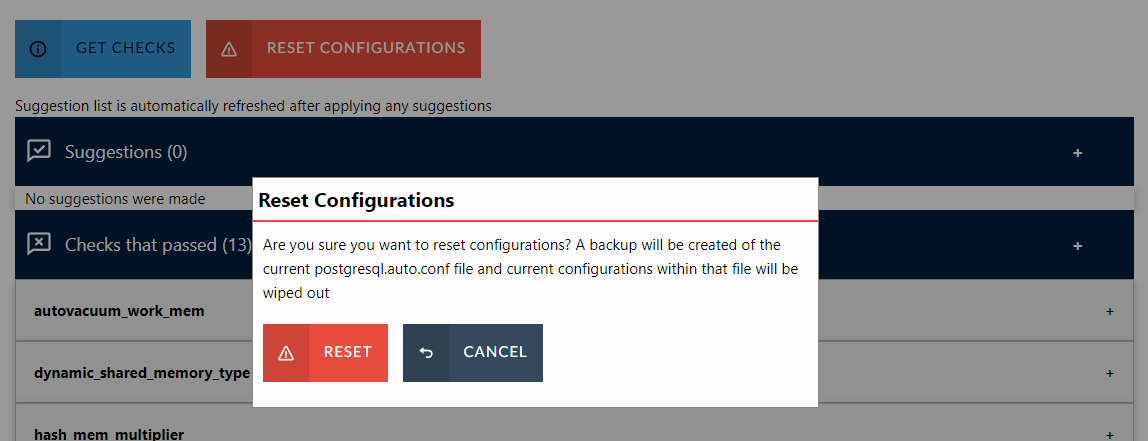 GET CHECKS
RESET CONFIGURATIONS
Suggestion list is automatically refreshed after applying any suggestions
Suggestions (0)
+
No suggestions were made
Checks that passed (13)
+
Reset Configurations
Are you sure you want to reset configurations? A backup will be created of the
current postgresql.auto.conf file and current configurations within that file will be
wiped out
RESET
CANCEL
autovacuum_work_mem
+
dynamic_shared_memory_type
+
hash_mem_multiplier
+